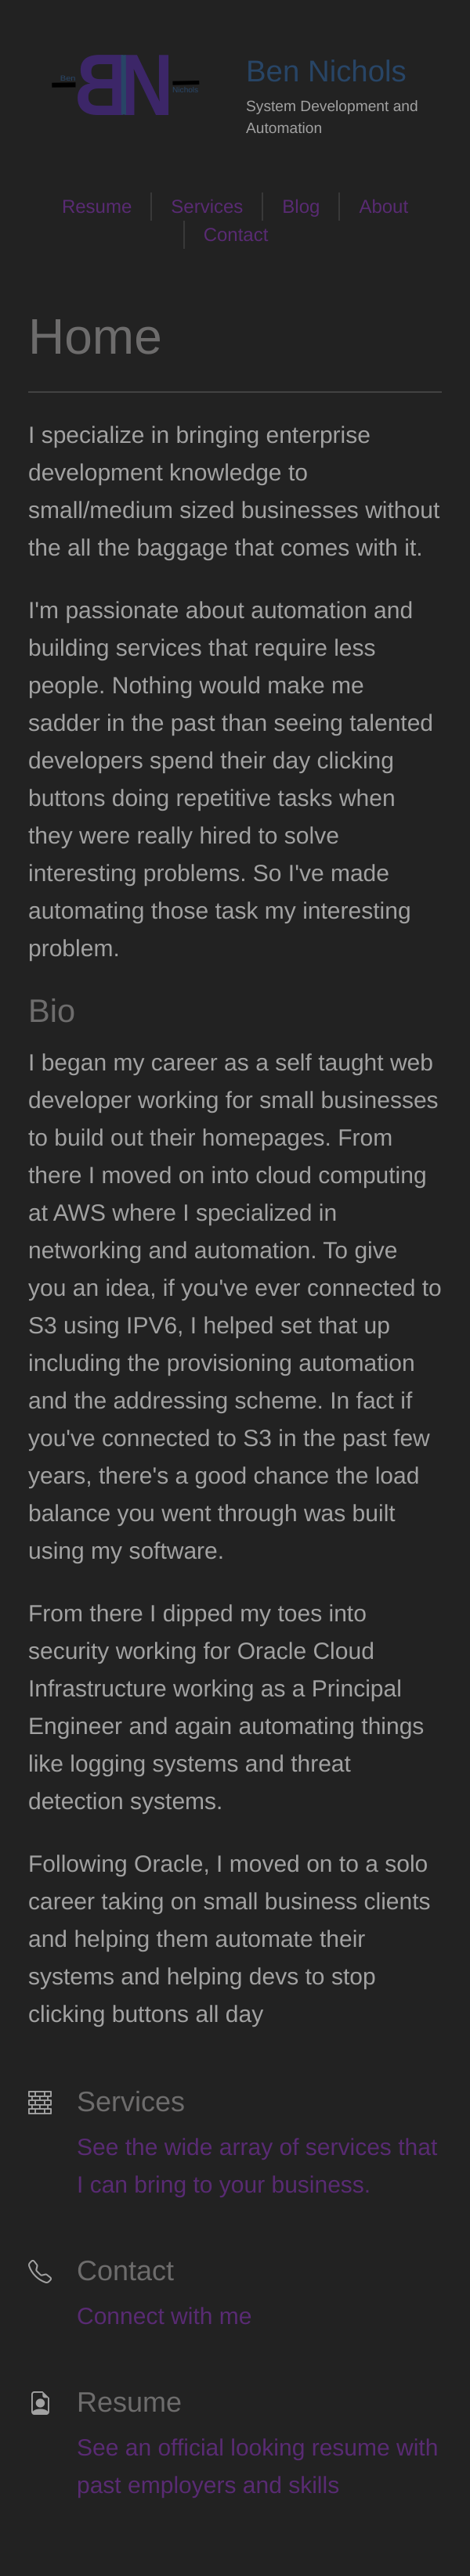 Ben
BN
Nichols
Ben Nichols
System Development and
Automation
Resume
Services
Blog
About
Contact
Home
I specialize in bringing enterprise
development knowledge to
small/medium sized businesses without
the all the baggage that comes with it.
I'm passionate about automation and
building services that require less
people. Nothing would make me
sadder in the past than seeing talented
developers spend their day clicking
buttons doing repetitive tasks when
they were really hired to solve
interesting problems. So I've made
automating those task my interesting
problem.
Bio
I began my career as a self taught web
developer working for small businesses
to build out their homepages. From
there I moved on into cloud computing
at AWS where I specialized in
networking and automation. To give
you an idea, if you've ever connected to
S3 using IPV6, I helped set that up
including the provisioning automation
and the addressing scheme. In fact if
you've connected to S3 in the past few
years, there's a good chance the load
balance you went through was built
using my software.
From there I dipped my toes into
security working for Oracle Cloud
Infrastructure working as a Principal
Engineer and again automating things
like logging systems and threat
detection systems.
Following Oracle, I moved on to a solo
career taking on small business clients
and helping them automate their
systems and helping devs to stop
clicking buttons all day
Services
See the wide array of services that
I can bring to your business.
Contact
Connect with me
Resume
See an official looking resume with
past employers and skills